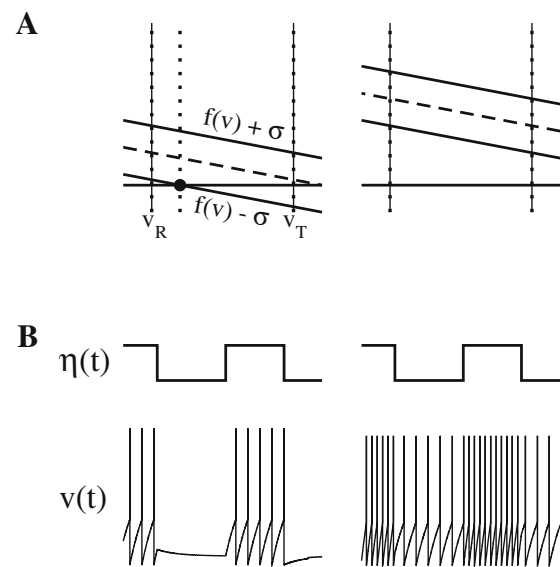 A
f(v) + σ
f(v) - σ
v_R
v_T
B
η(t)
v(t)